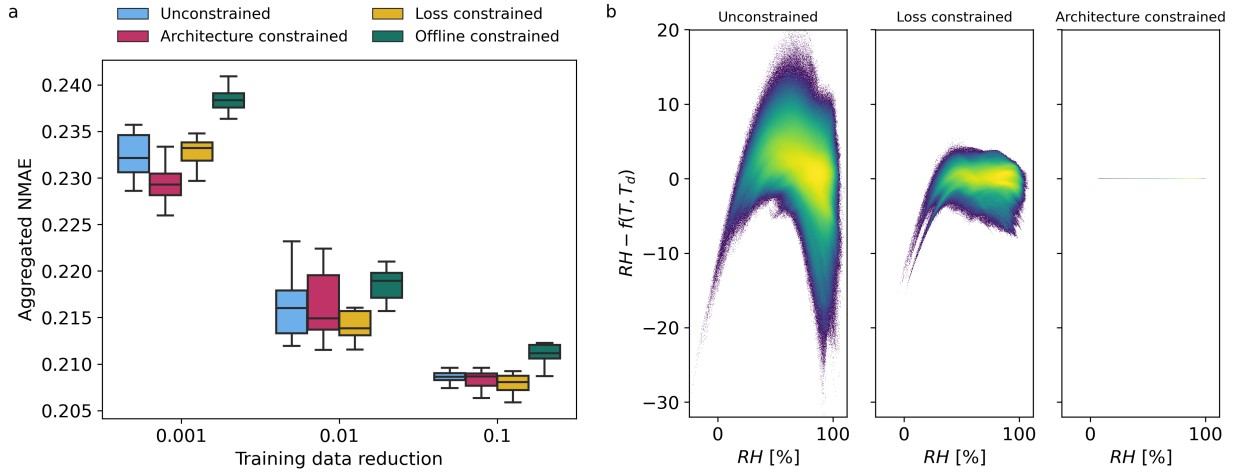 a
Unconstrained
Loss constrained
Architecture constrained
Offline constrained
Aggregated NMAE
0.240
0.235
0.230
0.225
0.220
0.215
0.210
0.205
0.001
0.01
0.1
Training data reduction
b
Unconstrained
Loss constrained
Architecture constrained
RH − f(T, T_d)
20
10
0
−10
−20
−30
0
100
0
100
0
100
RH [%]
RH [%]
RH [%]